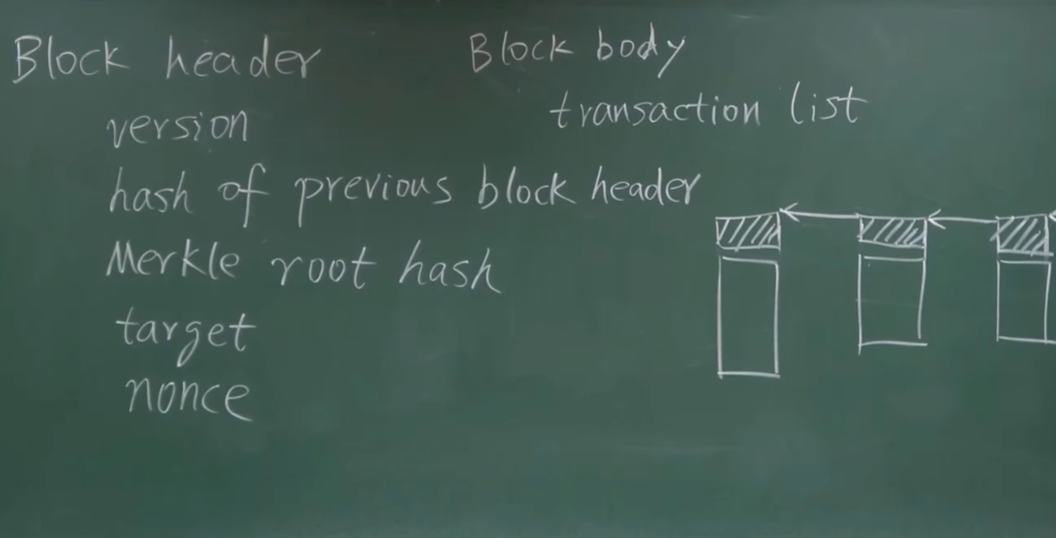 Block header
version
hash of previous block header
Merkle root hash
target
nonce
Block body
transaction list